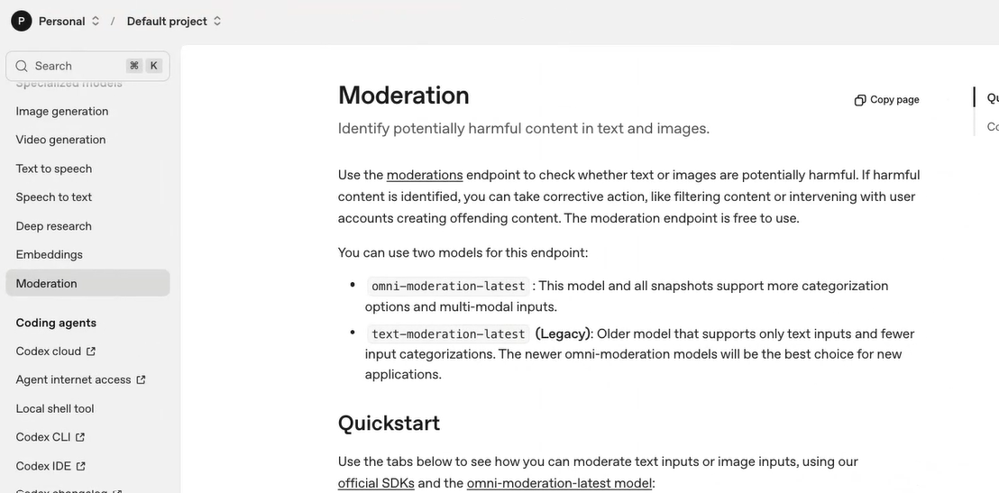 P Personal / Default project
Search ⌘ K
Specialized models
Image generation
Video generation
Text to speech
Speech to text
Deep research
Embeddings
Moderation
Coding agents
Codex cloud
Agent internet access
Local shell tool
Codex CLI
Codex IDE
Codex changelog
Moderation
Copy page
Identify potentially harmful content in text and images.
Use the moderations endpoint to check whether text or images are potentially harmful. If harmful
content is identified, you can take corrective action, like filtering content or intervening with user
accounts creating offending content. The moderation endpoint is free to use.
You can use two models for this endpoint:
• omni-moderation-latest : This model and all snapshots support more categorization
options and multi-modal inputs.
• text-moderation-latest (Legacy): Older model that supports only text inputs and fewer
input categorizations. The newer omni-moderation models will be the best choice for new
applications.
Quickstart
Use the tabs below to see how you can moderate text inputs or image inputs, using our
official SDKs and the omni-moderation-latest model:
Qu
Co